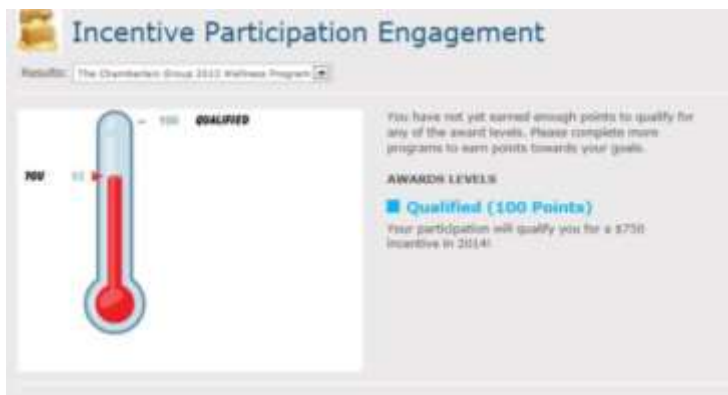 Incentive Participation Engagement
Results: The Chamberlain Group 2013 Wellness Program
100 QUALIFIED
YOU
You have not yet earned enough points to qualify for
any of the award levels. Please complete more
programs to earn points towards your goals.
AWARDS LEVELS
Qualified (100 Points)
Your participation will qualify you for a $750
incentive in 2014!